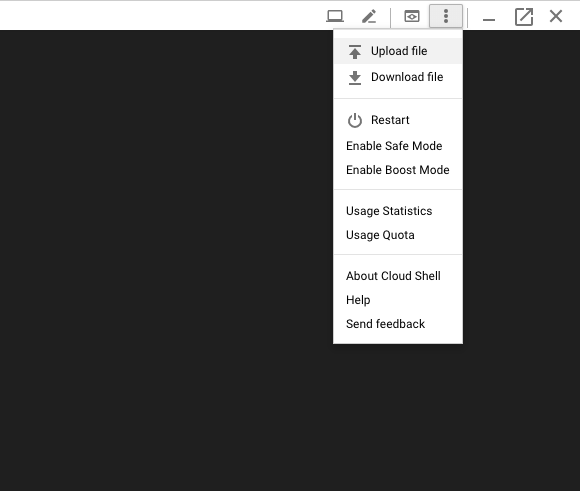 Upload file
Download file
Restart
Enable Safe Mode
Enable Boost Mode
Usage Statistics
Usage Quota
About Cloud Shell
Help
Send feedback